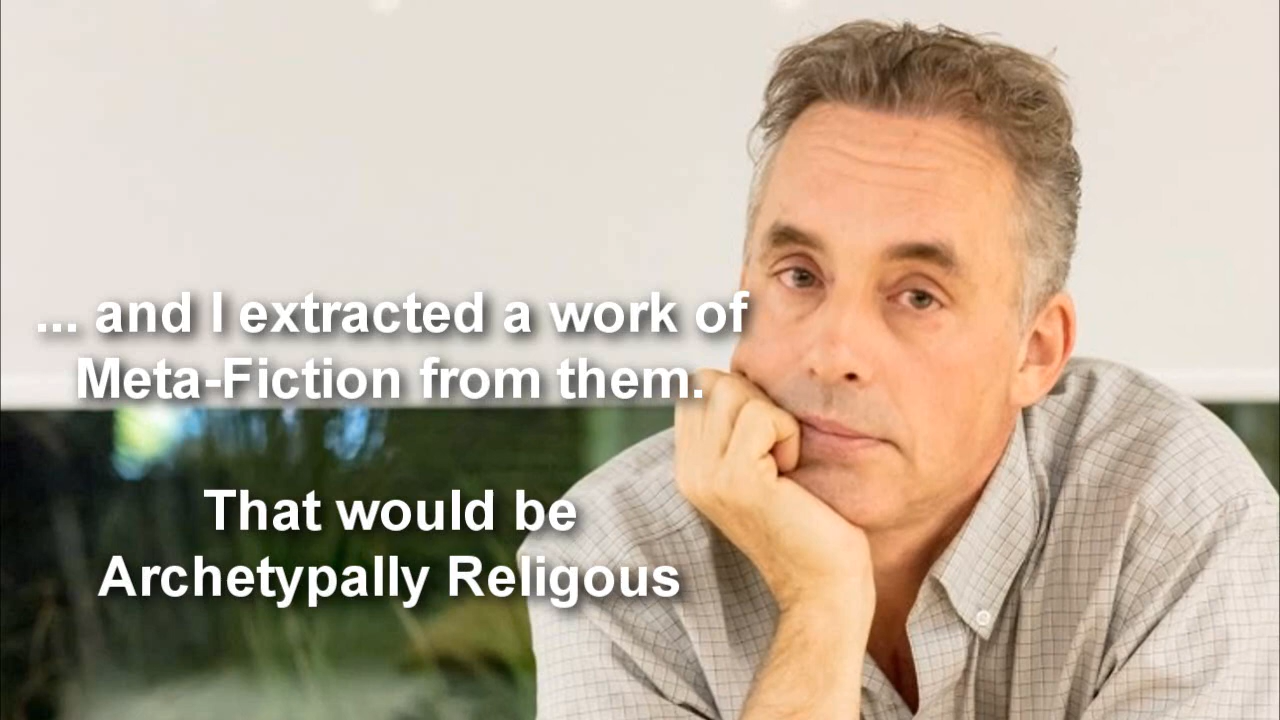 ... and I extracted a work of
Meta-Fiction from them.
That would be
Archetypally Religous